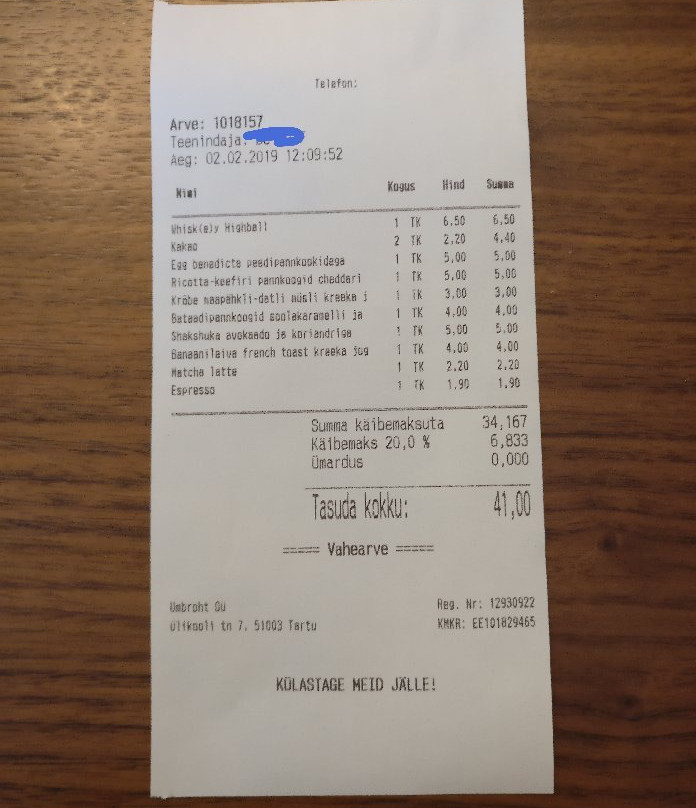 Telefon:
Arve: 1018157
Teenindaja:
Aeg: 02.02.2019 12:09:52
Nimi Kogus Hind Summa
Whisk(e)y Highball 1 TK 6,50 6,50
Kakao 2 TK 2,20 4,40
Egg benedicts peedipannkookidega 1 TK 5,00 5,00
Ricotta-keefiri pannkoogid cheddari 1 TK 5,00 5,00
Krõbe maapähkli-datli müsli kreeka j 1 TK 3,00 3,00
Bataadipannkoogid soolakaramelli ja 1 TK 4,00 4,00
Shakshuka avokaado ja koriandriga 1 TK 5,00 5,00
Banaanileiva french toast kreeka jog 1 TK 4,00 4,00
Matcha latte 1 TK 2,20 2,20
Espresso 1 TK 1,90 1,90
Summa käibemaksuta 34,167
Käibemaks 20,0 % 6,833
Ümardus 0,000
Tasuda kokku: 41,00
===== Vahearve =====
Umbroht OÜ Reg. Nr: 12930922
Ülikooli tn 7, 51003 Tartu KMKR: EE101829465
KÜLASTAGE MEID JÄLLE!